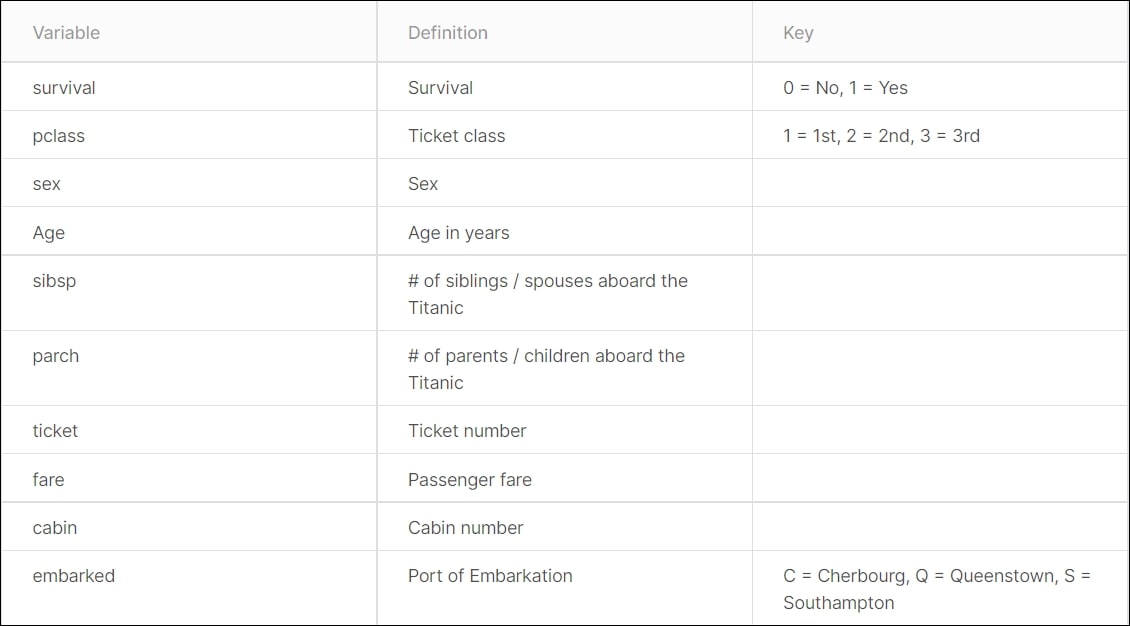 Variable Definition Key
survival Survival 0 = No, 1 = Yes
pclass Ticket class 1 = 1st, 2 = 2nd, 3 = 3rd
sex Sex
Age Age in years
sibsp # of siblings / spouses aboard the
Titanic
parch # of parents / children aboard the
Titanic
ticket Ticket number
fare Passenger fare
cabin Cabin number
embarked Port of Embarkation C = Cherbourg, Q = Queenstown, S =
Southampton